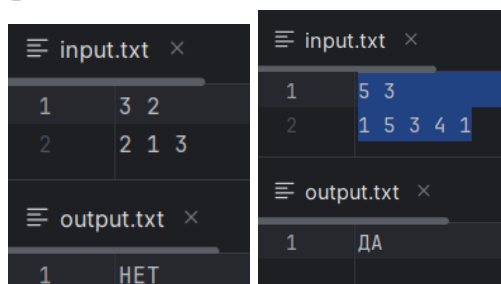 input.txt ×
1 3 2
2 2 1 3
output.txt ×
1 НЕТ
input.txt ×
1 5 3
2 1 5 3 4 1
output.txt ×
1 ДА